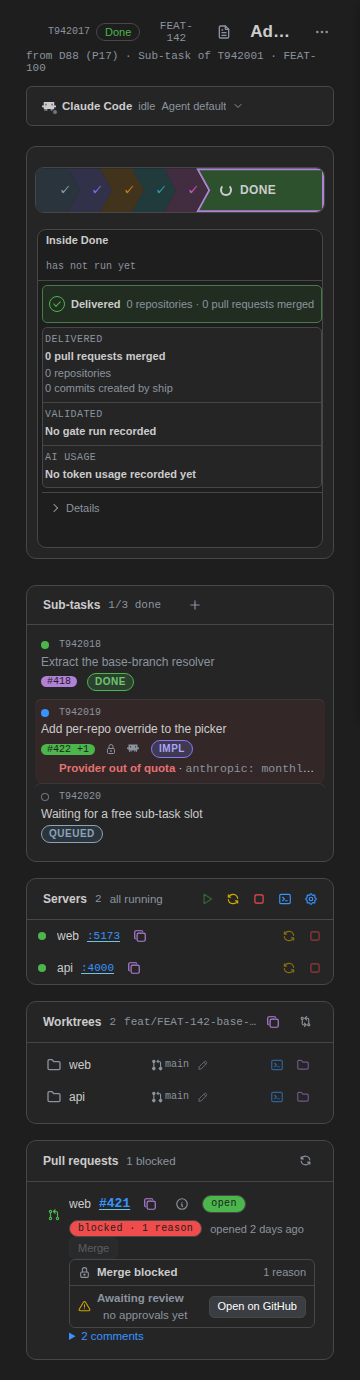 T942017 Done FEAT-142 Ad…
from D88 (P17) · Sub-task of T942001 · FEAT-100
Claude Code idle Agent default
DONE
Inside Done
has not run yet
Delivered 0 repositories · 0 pull requests merged
DELIVERED
0 pull requests merged
0 repositories
0 commits created by ship
VALIDATED
No gate run recorded
AI USAGE
No token usage recorded yet
Details
Sub-tasks 1/3 done
T942018
Extract the base-branch resolver
#418 DONE
T942019
Add per-repo override to the picker
#422 +1 IMPL
Provider out of quota · anthropic: monthl…
T942020
Waiting for a free sub-task slot
QUEUED
Servers 2 all running
web :5173
api :4000
Worktrees 2 feat/FEAT-142-base-…
web main
api main
Pull requests 1 blocked
web #421 open
blocked · 1 reason opened 2 days ago
Merge
Merge blocked 1 reason
Awaiting review
no approvals yet
Open on GitHub
2 comments